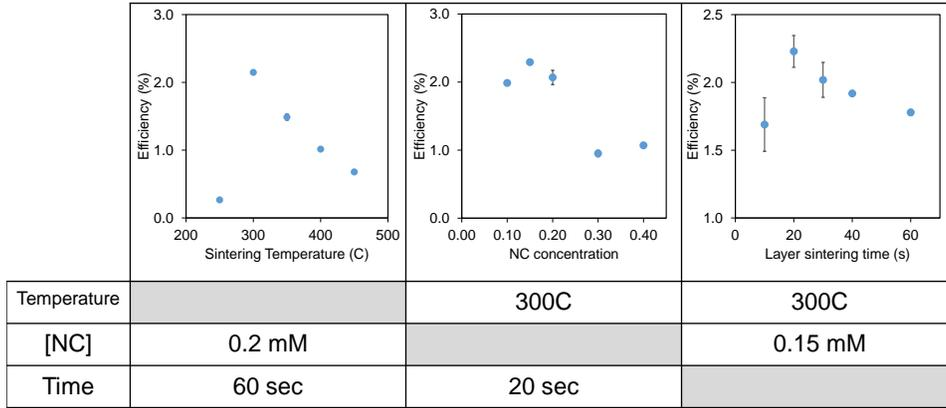 3.0
2.0
1.0
0.0
Efficiency (%)
200 300 400 500
Sintering Temperature (C)
3.0
2.0
1.0
0.0
Efficiency (%)
0.00 0.10 0.20 0.30 0.40
NC concentration
2.5
2.0
1.5
1.0
Efficiency (%)
0 20 40 60
Layer sintering time (s)
Temperature 300C 300C
[NC] 0.2 mM 0.15 mM
Time 60 sec 20 sec